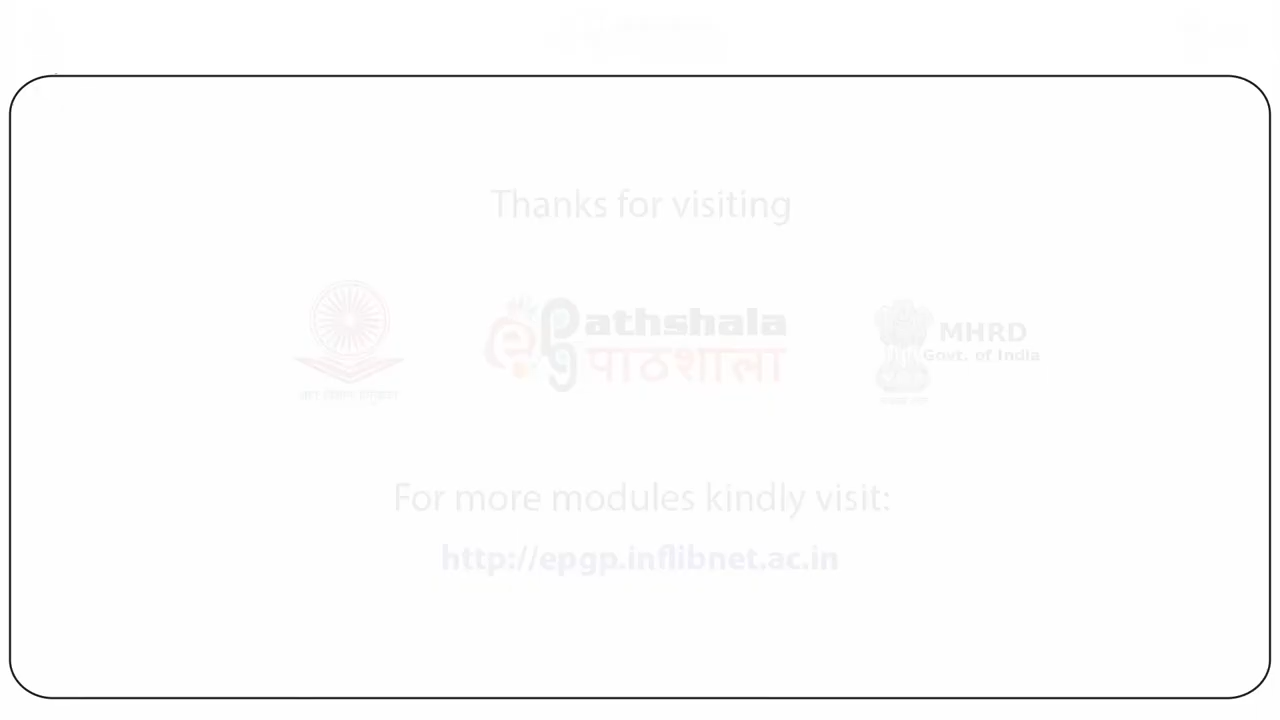 Thanks for visiting
Pathshala
पाठशाला
MHRD
Govt. of India
For more modules kindly visit:
http://epgp.inflibnet.ac.in